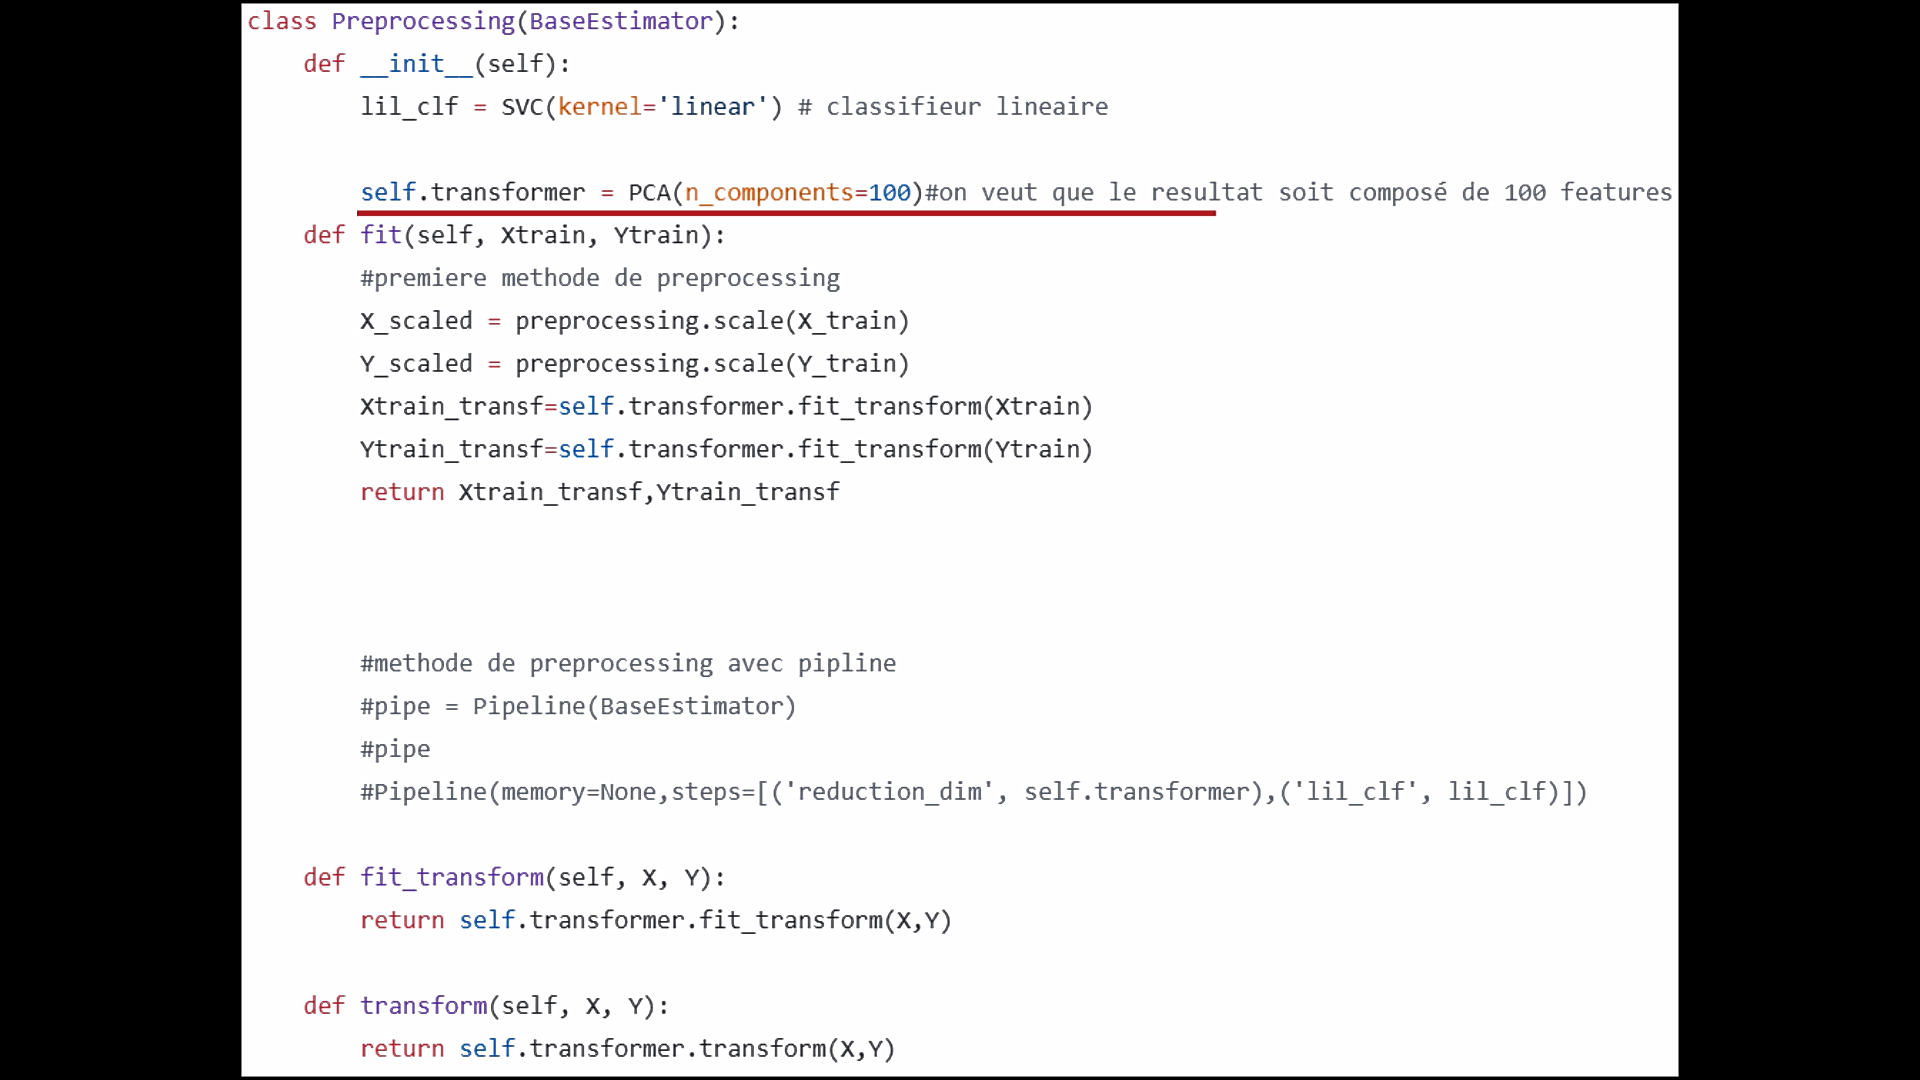 class Preprocessing(BaseEstimator):
def __init__(self):
lil_clf = SVC(kernel='linear') # classifieur lineaire
self.transformer = PCA(n_components=100)#on veut que le resultat soit composé de 100 features
def fit(self, Xtrain, Ytrain):
#premiere methode de preprocessing
X_scaled = preprocessing.scale(X_train)
Y_scaled = preprocessing.scale(Y_train)
Xtrain_transf=self.transformer.fit_transform(Xtrain)
Ytrain_transf=self.transformer.fit_transform(Ytrain)
return Xtrain_transf,Ytrain_transf
#methode de preprocessing avec pipline
#pipe = Pipeline(BaseEstimator)
#pipe
#Pipeline(memory=None,steps=[('reduction_dim', self.transformer),('lil_clf', lil_clf)])
def fit_transform(self, X, Y):
return self.transformer.fit_transform(X,Y)
def transform(self, X, Y):
return self.transformer.transform(X,Y)